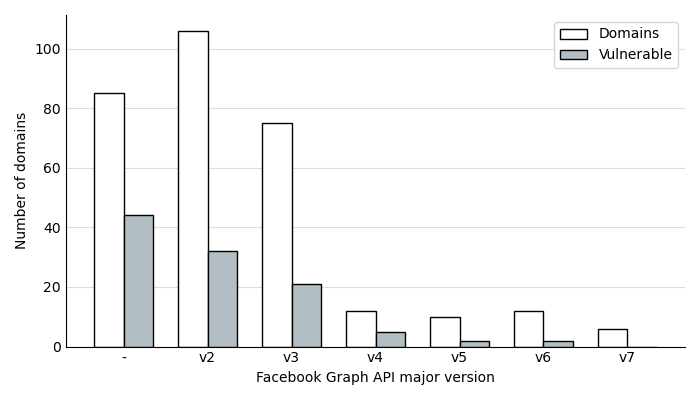 Domains
Vulnerable
Number of domains
100
80
60
40
20
0
- v2 v3 v4 v5 v6 v7
Facebook Graph API major version